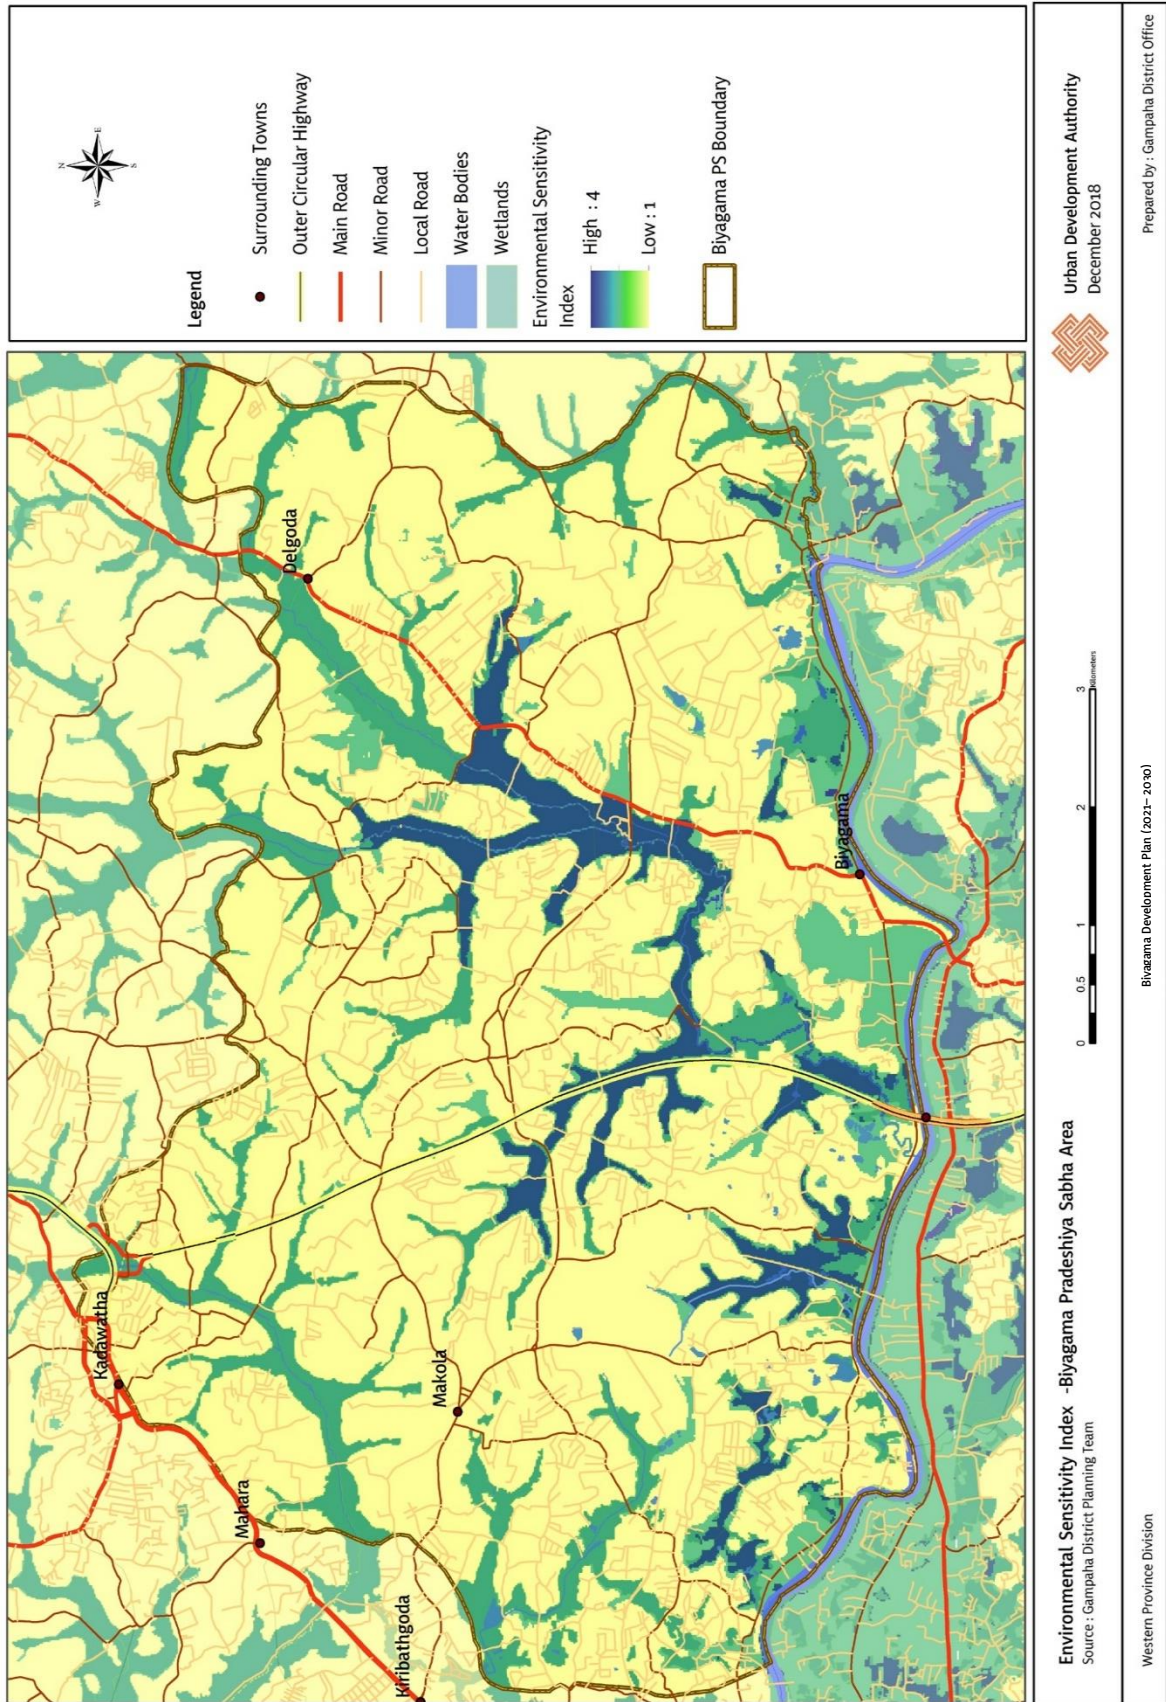 Kadawatha
Mahara
Kiribathgoda
Makola
Delgoda
Biyagama
N
W
E
S
Legend
Surrounding Towns
Outer Circular Highway
Main Road
Minor Road
Local Road
Water Bodies
Wetlands
Environmental Sensitivity
Index
High : 4
Low : 1
Biyagama PS Boundary
Environmental Sensitivity Index -Biyagama Pradeshiya Sabha Area
Source : Gampaha District Planning Team
0 0.5 1 2 3
Kilometers
Urban Development Authority
December 2018
Western Province Division
Biyagama Development Plan (2021– 2030)
Prepared by : Gampaha District Office